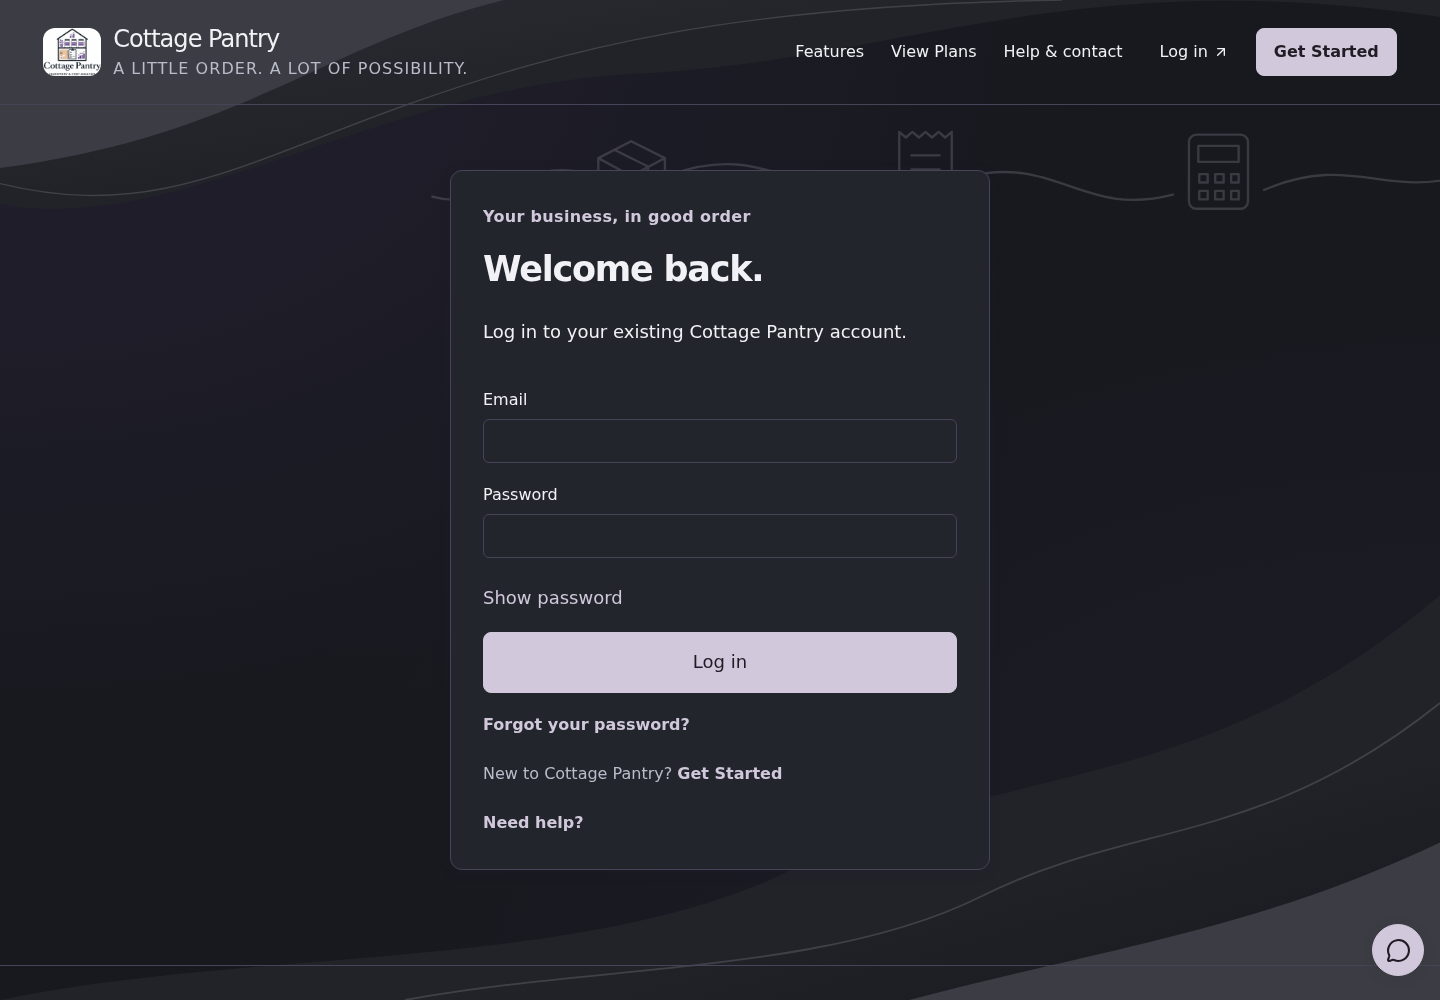 Cottage Pantry
A LITTLE ORDER. A LOT OF POSSIBILITY.
Cottage Pantry
Features
View Plans
Help & contact
Log in
Get Started
Your business, in good order
Welcome back.
Log in to your existing Cottage Pantry account.
Email
Password
Show password
Log in
Forgot your password?
New to Cottage Pantry? Get Started
Need help?